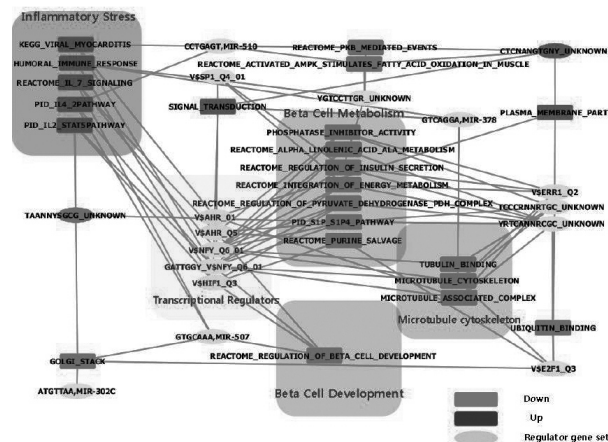 Inflammatory Stress
KEGG_VIRAL_MYOCARDITIS
CCTGAGT,MIR-510
REACTOME_PKB_MEDIATED_EVENTS
CTCNANGTGNY_UNKNOWN
HUMORAL_IMMUNE_RESPONSE
REACTOME_ACTIVATED_AMPK_STIMULATES_FATTY_ACID_OXIDATION_IN_MUSCLE
REACTOME_IL_7_SIGNALING
V$SP1_Q4_01
YGTCCTTGR_UNKNOWN
PID_IL4_2PATHWAY
SIGNAL_TRANSDUCTION
Beta Cell Metabolism
GTCAGGA,MIR-378
PLASMA_MEMBRANE_PART
PID_IL2_STAT5PATHWAY
PHOSPHATASE_INHIBITOR_ACTIVITY
REACTOME_ALPHA_LINOLENIC_ACID_ALA_METABOLISM
REACTOME_REGULATION_OF_INSULIN_SECRETION
REACTOME_INTEGRATION_OF_ENERGY_METABOLISM
V$ERR1_Q2
REACTOME_REGULATION_OF_PYRUVATE_DEHYDROGENASE_PDH_COMPLEX
TGCCRNNRTGC_UNKNOWN
TAANNYSGCG_UNKNOWN
V$AHR_01
PID_S1P_S1P4_PATHWAY
YRTCANNRCGC_UNKNOWN
V$AHR_Q5
REACTOME_PURINE_SALVAGE
V$NFY_Q6_01
GATTGGY_V$NFY_Q6_01
TUBULIN_BINDING
V$HIF1_Q3
MICROTUBULE_CYTOSKELETON
Transcriptional Regulators
MICROTUBULE_ASSOCIATED_COMPLEX
Microtubule cytoskeleton
UBIQUITIN_BINDING
GTGCAAA,MIR-507
GOLGI_STACK
REACTOME_REGULATION_OF_BETA_CELL_DEVELOPMENT
V$E2F1_Q3
ATGTTAA,MIR-302C
Beta Cell Development
Down
Up
Regulator gene set